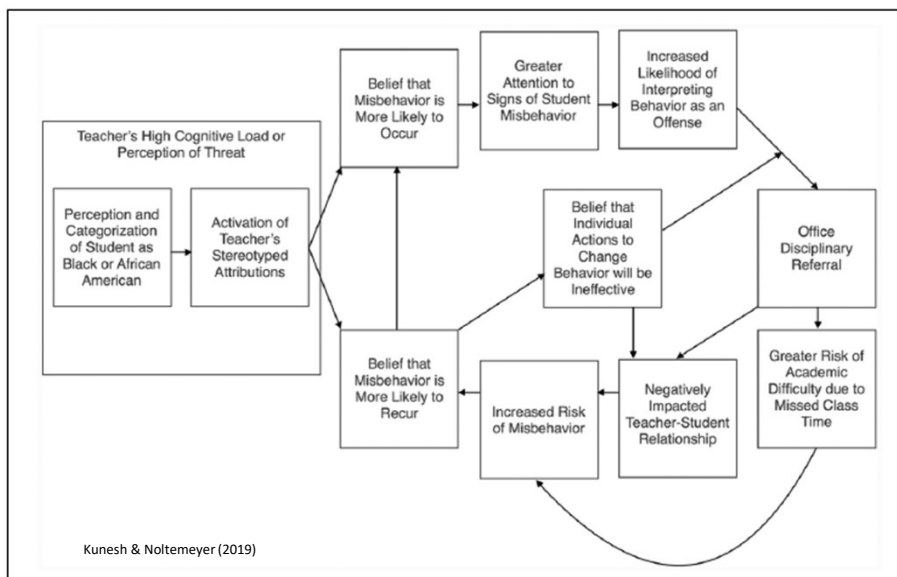 Teacher's High Cognitive Load or
Perception of Threat
Perception and
Categorization
of Student as
Black or African
American
Activation of
Teacher's
Stereotyped
Attributions
Belief that
Misbehavior is
More Likely to
Occur
Greater
Attention to
Signs of Student
Misbehavior
Increased
Likelihood of
Interpreting
Behavior as an
Offense
Belief that
Individual
Actions to
Change
Behavior will be
Ineffective
Office
Disciplinary
Referral
Belief that
Misbehavior is
More Likely to
Recur
Increased Risk
of Misbehavior
Negatively
Impacted
Teacher-Student
Relationship
Greater Risk of
Academic
Difficulty due to
Missed Class
Time
Kunesh & Noltemeyer (2019)